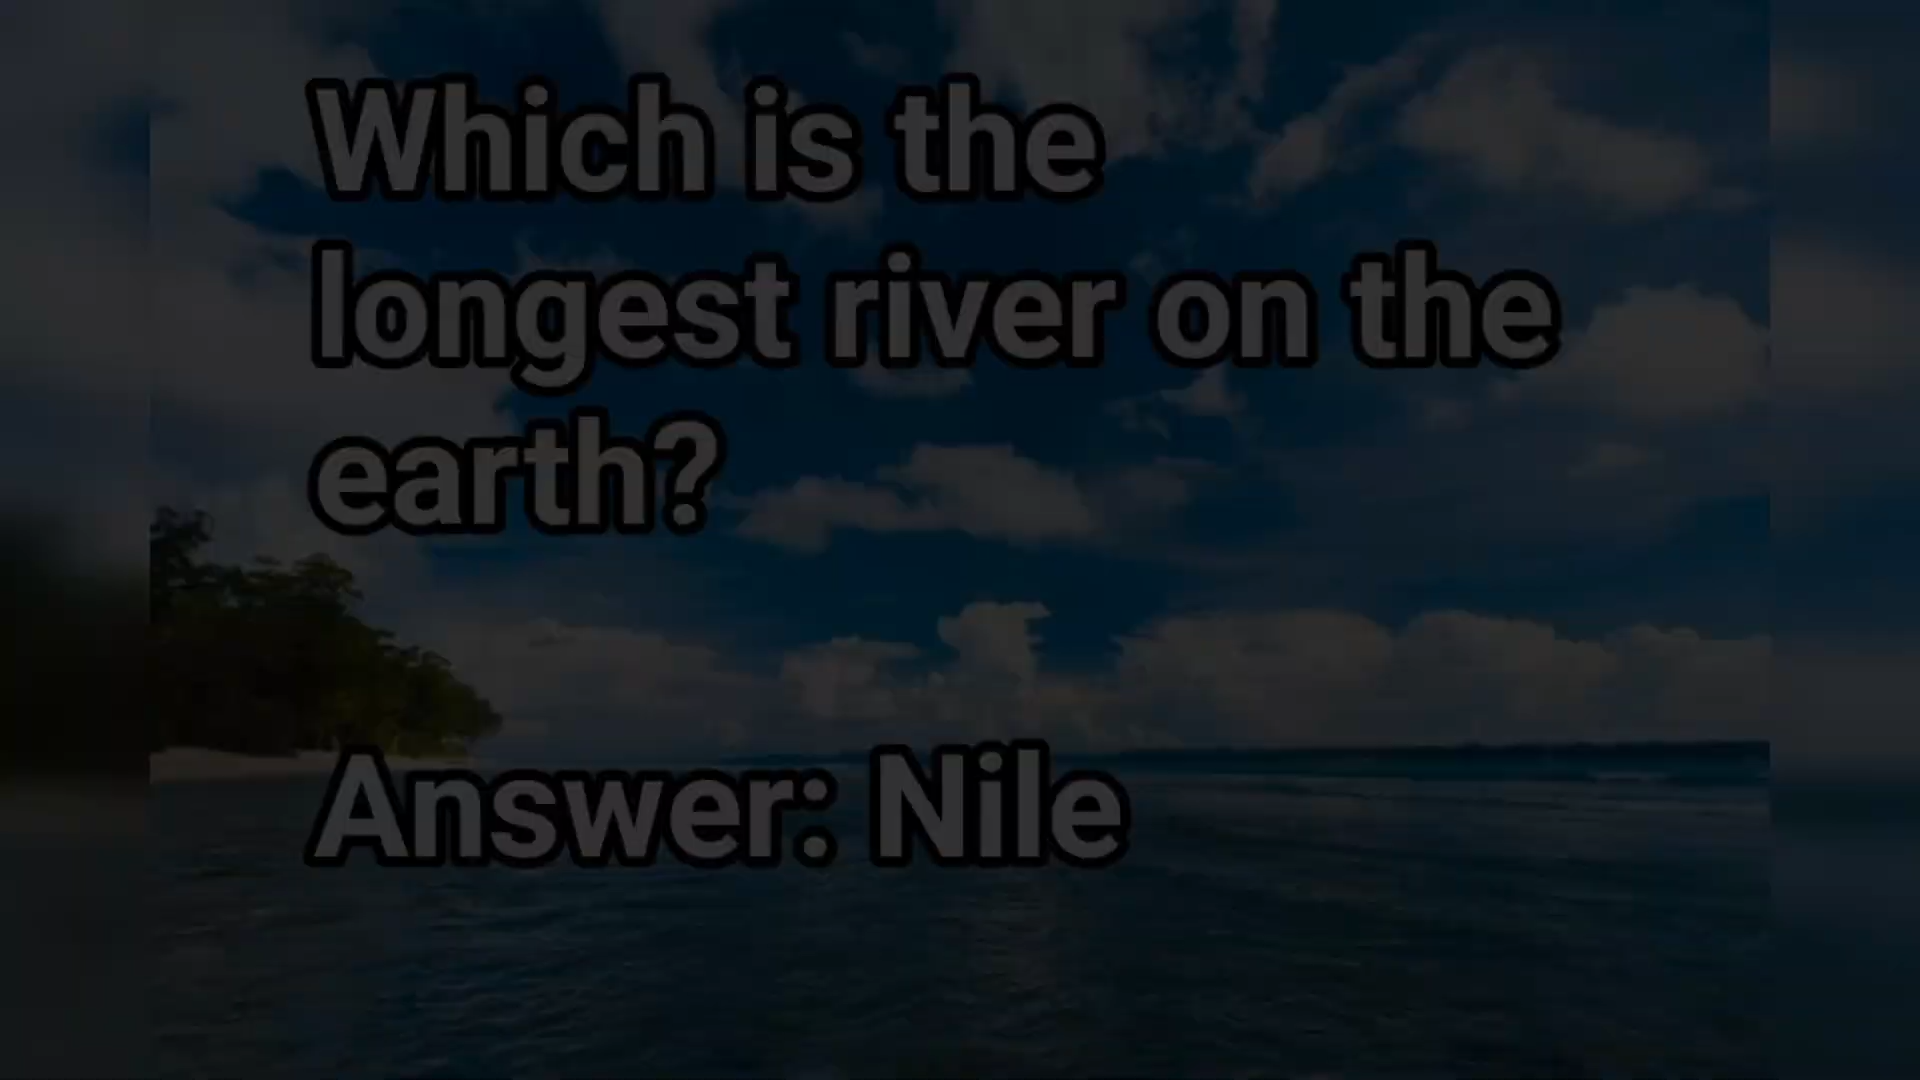 Which is the
longest river on the
earth?
Answer: Nile